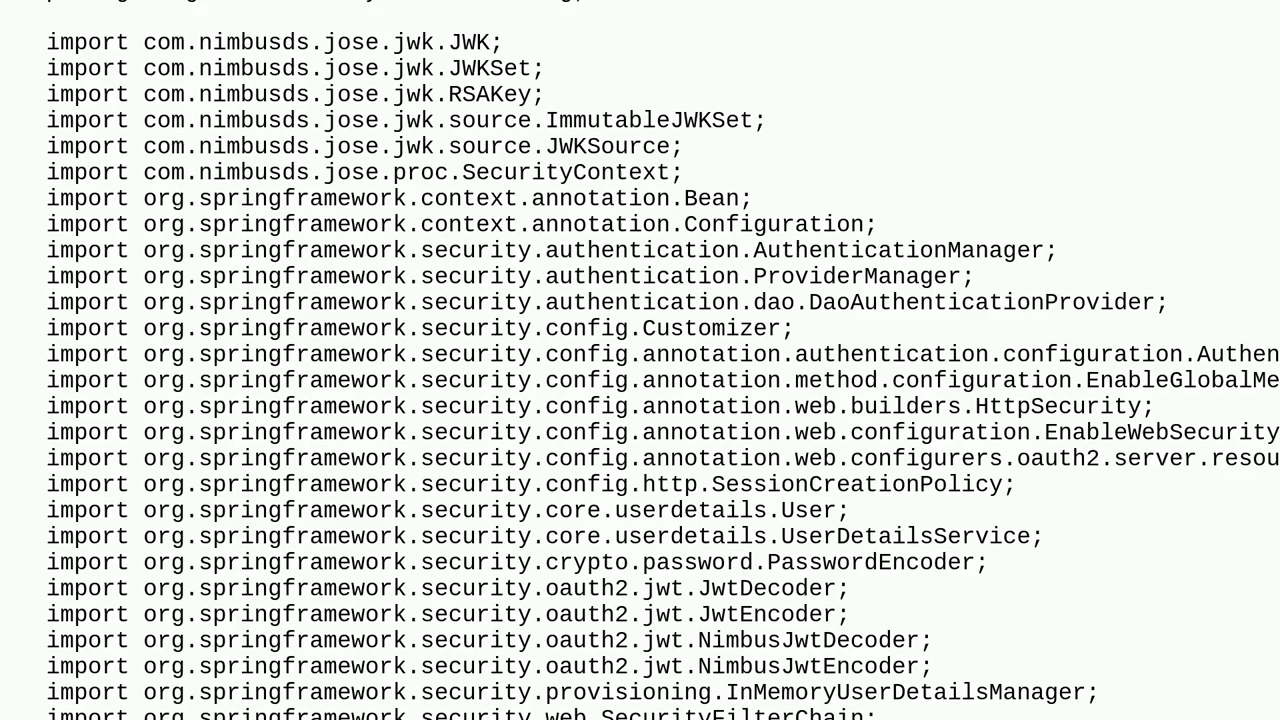 import com.nimbusds.jose.jwk.JWK;
import com.nimbusds.jose.jwk.JWKSet;
import com.nimbusds.jose.jwk.RSAKey;
import com.nimbusds.jose.jwk.source.ImmutableJWKSet;
import com.nimbusds.jose.jwk.source.JWKSource;
import com.nimbusds.jose.proc.SecurityContext;
import org.springframework.context.annotation.Bean;
import org.springframework.context.annotation.Configuration;
import org.springframework.security.authentication.AuthenticationManager;
import org.springframework.security.authentication.ProviderManager;
import org.springframework.security.authentication.dao.DaoAuthenticationProvider;
import org.springframework.security.config.Customizer;
import org.springframework.security.config.annotation.authentication.configuration.Authen
import org.springframework.security.config.annotation.method.configuration.EnableGlobalMe
import org.springframework.security.config.annotation.web.builders.HttpSecurity;
import org.springframework.security.config.annotation.web.configuration.EnableWebSecurity
import org.springframework.security.config.annotation.web.configurers.oauth2.server.resou
import org.springframework.security.config.http.SessionCreationPolicy;
import org.springframework.security.core.userdetails.User;
import org.springframework.security.core.userdetails.UserDetailsService;
import org.springframework.security.crypto.password.PasswordEncoder;
import org.springframework.security.oauth2.jwt.JwtDecoder;
import org.springframework.security.oauth2.jwt.JwtEncoder;
import org.springframework.security.oauth2.jwt.NimbusJwtDecoder;
import org.springframework.security.oauth2.jwt.NimbusJwtEncoder;
import org.springframework.security.provisioning.InMemoryUserDetailsManager;
import org.springframework.security.web.SecurityFilterChain;